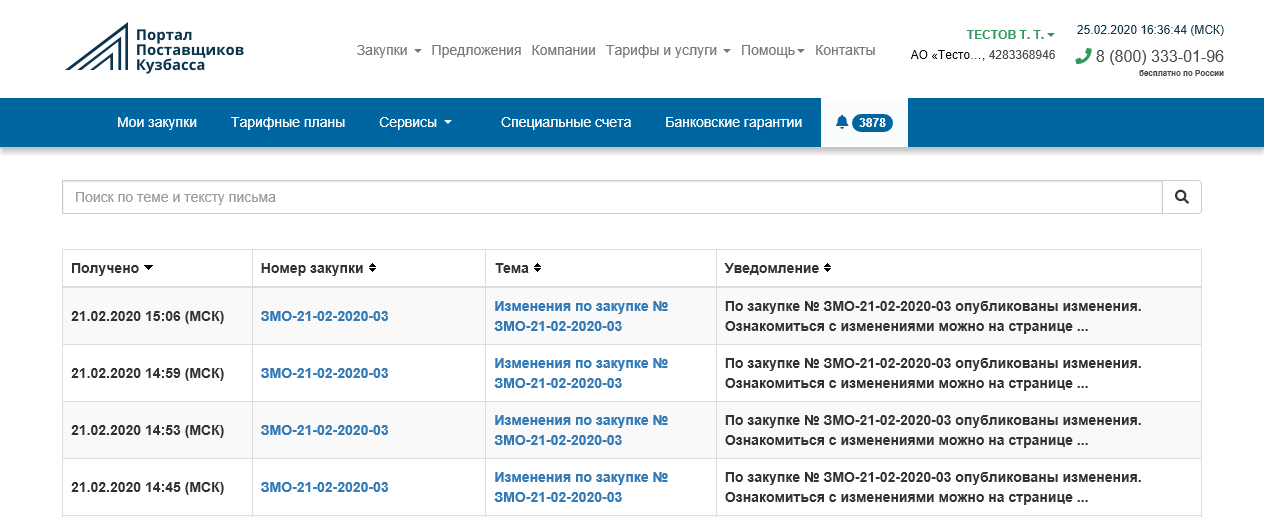 Портал
Поставщиков
Кузбасса
Закупки Предложения Компании Тарифы и услуги Помощь Контакты
ТЕСТОВ Т. Т.
АО «Тесто..., 4283368946
25.02.2020 16:36:44 (МСК)
8 (800) 333-01-96
бесплатно по России
Мои закупки Тарифные планы Сервисы Специальные счета Банковские гарантии 3878
Поиск по теме и тексту письма
Получено Номер закупки Тема Уведомление
21.02.2020 15:06 (МСК) ЗМО-21-02-2020-03 Изменения по закупке № По закупке № ЗМО-21-02-2020-03 опубликованы изменения.
ЗМО-21-02-2020-03 Ознакомиться с изменениями можно на странице ...
21.02.2020 14:59 (МСК) ЗМО-21-02-2020-03 Изменения по закупке № По закупке № ЗМО-21-02-2020-03 опубликованы изменения.
ЗМО-21-02-2020-03 Ознакомиться с изменениями можно на странице ...
21.02.2020 14:53 (МСК) ЗМО-21-02-2020-03 Изменения по закупке № По закупке № ЗМО-21-02-2020-03 опубликованы изменения.
ЗМО-21-02-2020-03 Ознакомиться с изменениями можно на странице ...
21.02.2020 14:45 (МСК) ЗМО-21-02-2020-03 Изменения по закупке № По закупке № ЗМО-21-02-2020-03 опубликованы изменения.
ЗМО-21-02-2020-03 Ознакомиться с изменениями можно на странице ...